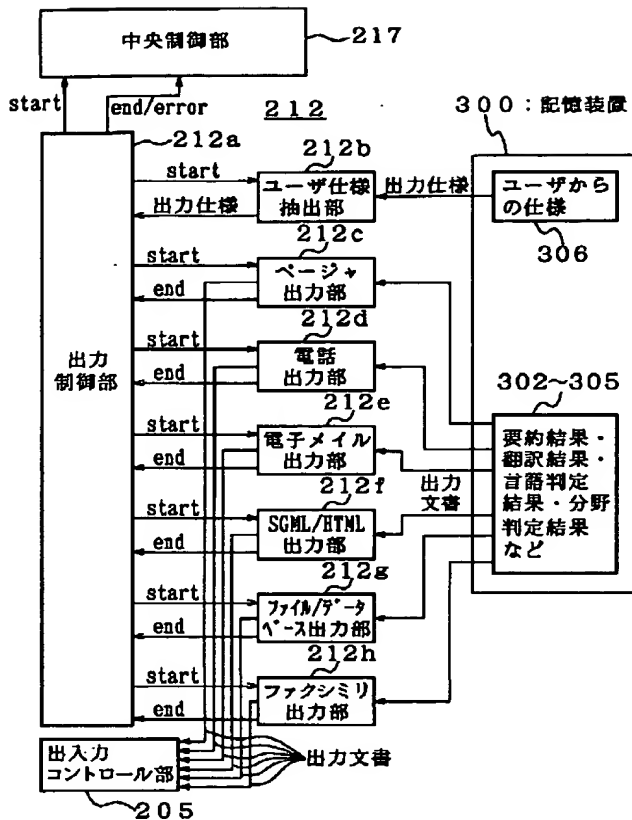 中央制御部
217
start
end/error
212
300：記憶装置
212a
start
出力仕様
212b
ユーザ仕様
抽出部
出力仕様
ユーザから
の仕様
306
212c
start
ページャ
出力部
end
212d
start
電話
出力部
end
出力
制御部
212e
start
電子メイル
出力部
end
302~305
要約結果・
翻訳結果・
言語判定
結果・分野
判定結果
など
出力
文書
212f
start
SGML/HTML
出力部
end
212g
start
ファイル/データ
ベース出力部
end
212h
start
ファクシミリ
出力部
end
出力文書
出入力
コントロール部
205